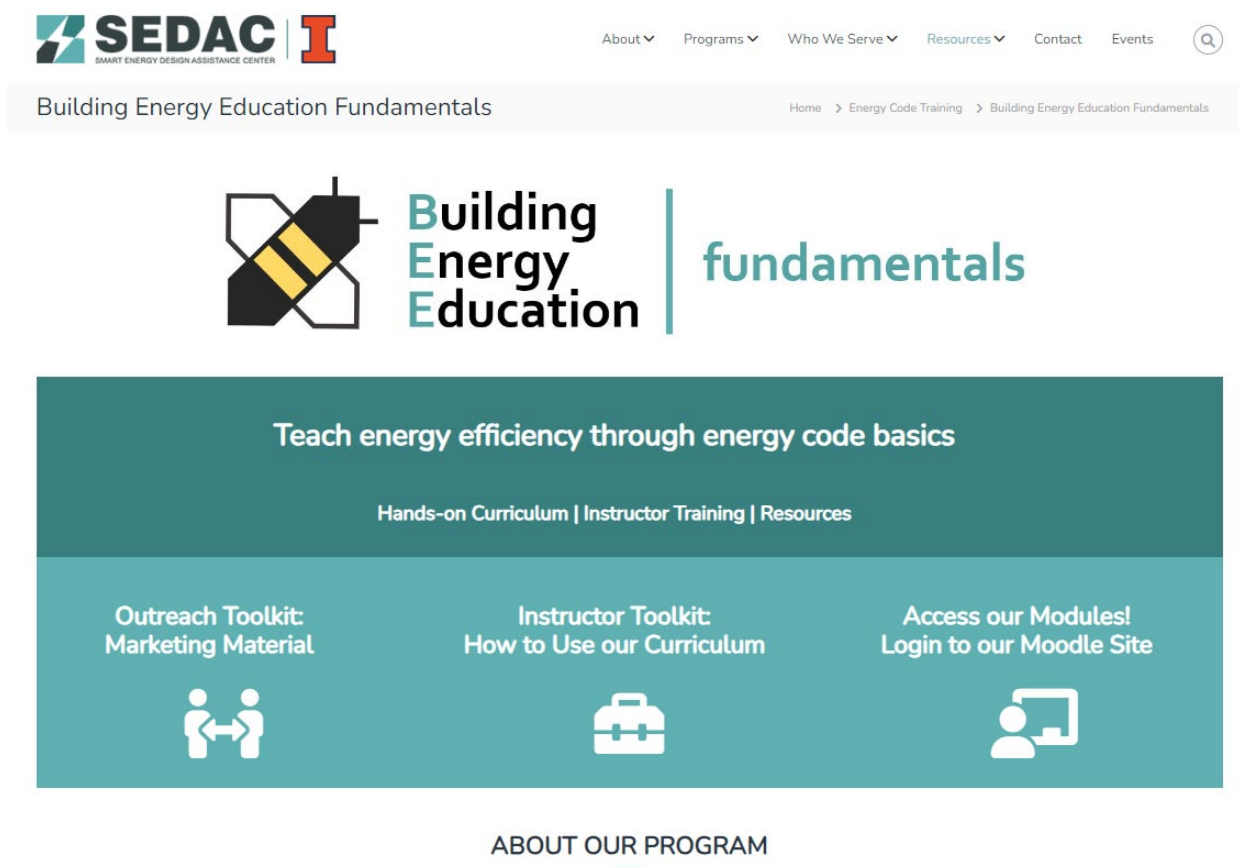 SEDAC
SMART ENERGY DESIGN ASSISTANCE CENTER
I
About Programs Who We Serve Resources Contact Events
Building Energy Education Fundamentals
Home > Energy Code Training > Building Energy Education Fundamentals
Building
Energy
Education
fundamentals
Teach energy efficiency through energy code basics
Hands-on Curriculum | Instructor Training | Resources
Outreach Toolkit:
Marketing Material
Instructor Toolkit:
How to Use our Curriculum
Access our Modules!
Login to our Moodle Site
ABOUT OUR PROGRAM